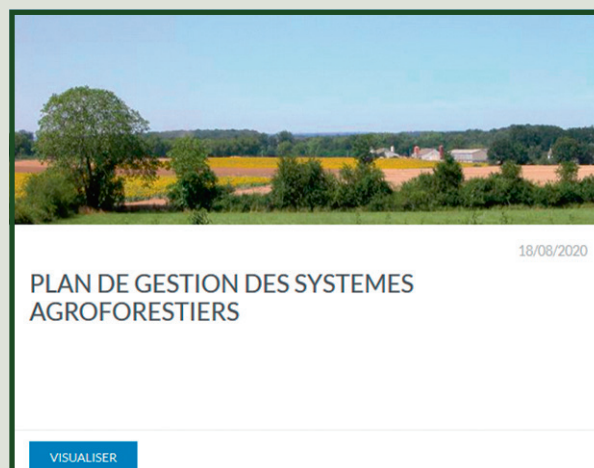 18/08/2020
PLAN DE GESTION DES SYSTEMES
AGROFORESTIERS
VISUALISER